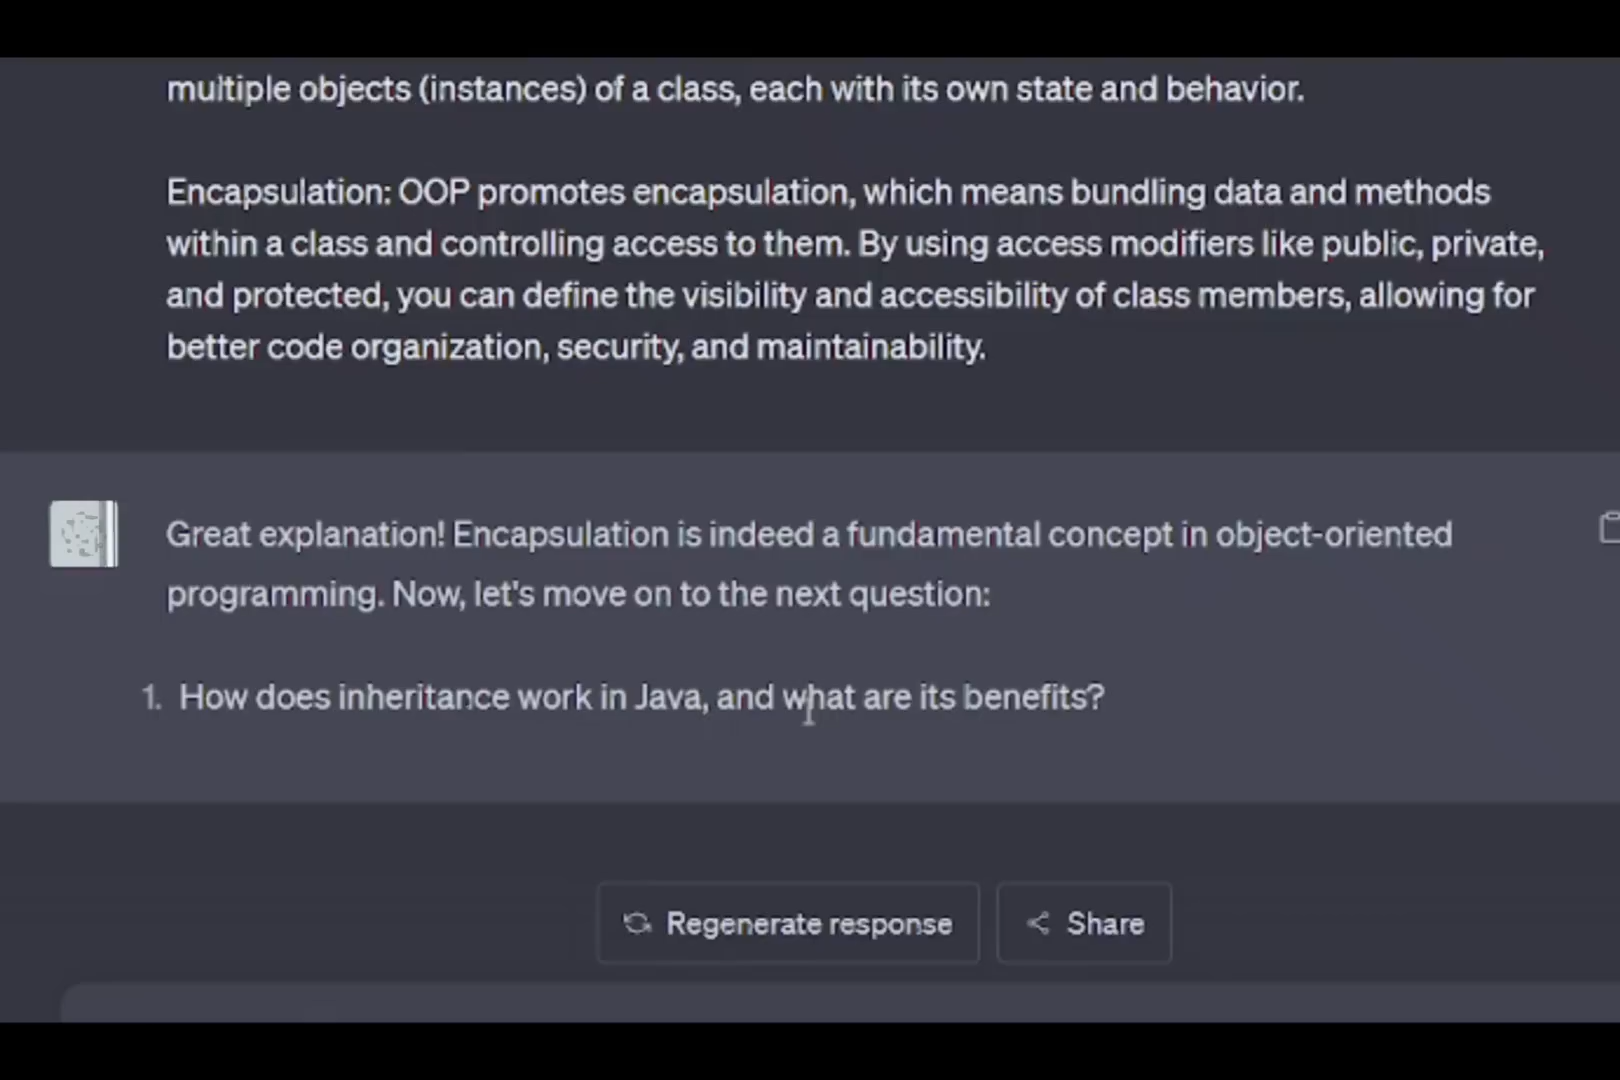 multiple objects (instances) of a class, each with its own state and behavior.
Encapsulation: OOP promotes encapsulation, which means bundling data and methods
within a class and controlling access to them. By using access modifiers like public, private,
and protected, you can define the visibility and accessibility of class members, allowing for
better code organization, security, and maintainability.
Great explanation! Encapsulation is indeed a fundamental concept in object-oriented
programming. Now, let's move on to the next question:
1. How does inheritance work in Java, and what are its benefits?
Regenerate response
Share